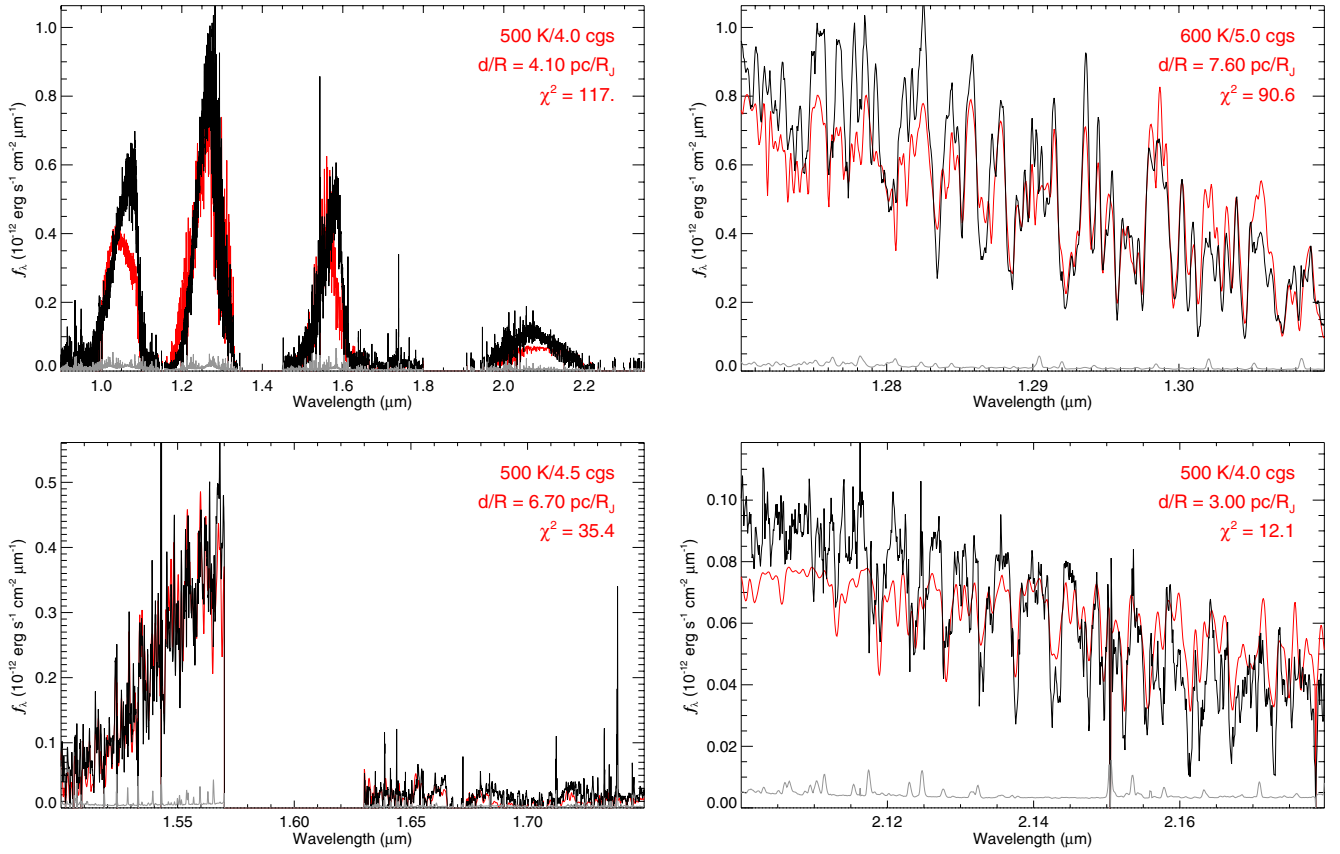 500 K/4.0 cgs
d/R = 4.10 pc/R_J
χ² = 117.
f_λ (10⁻¹² erg s⁻¹ cm⁻² μm⁻¹)
1.0
0.8
0.6
0.4
0.2
0.0
1.0 1.2 1.4 1.6 1.8 2.0 2.2
Wavelength (μm)
600 K/5.0 cgs
d/R = 7.60 pc/R_J
χ² = 90.6
f_λ (10⁻¹² erg s⁻¹ cm⁻² μm⁻¹)
1.0
0.8
0.6
0.4
0.2
0.0
1.28 1.29 1.30
Wavelength (μm)
500 K/4.5 cgs
d/R = 6.70 pc/R_J
χ² = 35.4
f_λ (10⁻¹² erg s⁻¹ cm⁻² μm⁻¹)
0.5
0.4
0.3
0.2
0.1
0.0
1.55 1.60 1.65 1.70
Wavelength (μm)
500 K/4.0 cgs
d/R = 3.00 pc/R_J
χ² = 12.1
f_λ (10⁻¹² erg s⁻¹ cm⁻² μm⁻¹)
0.10
0.08
0.06
0.04
0.02
0.00
2.12 2.14 2.16
Wavelength (μm)